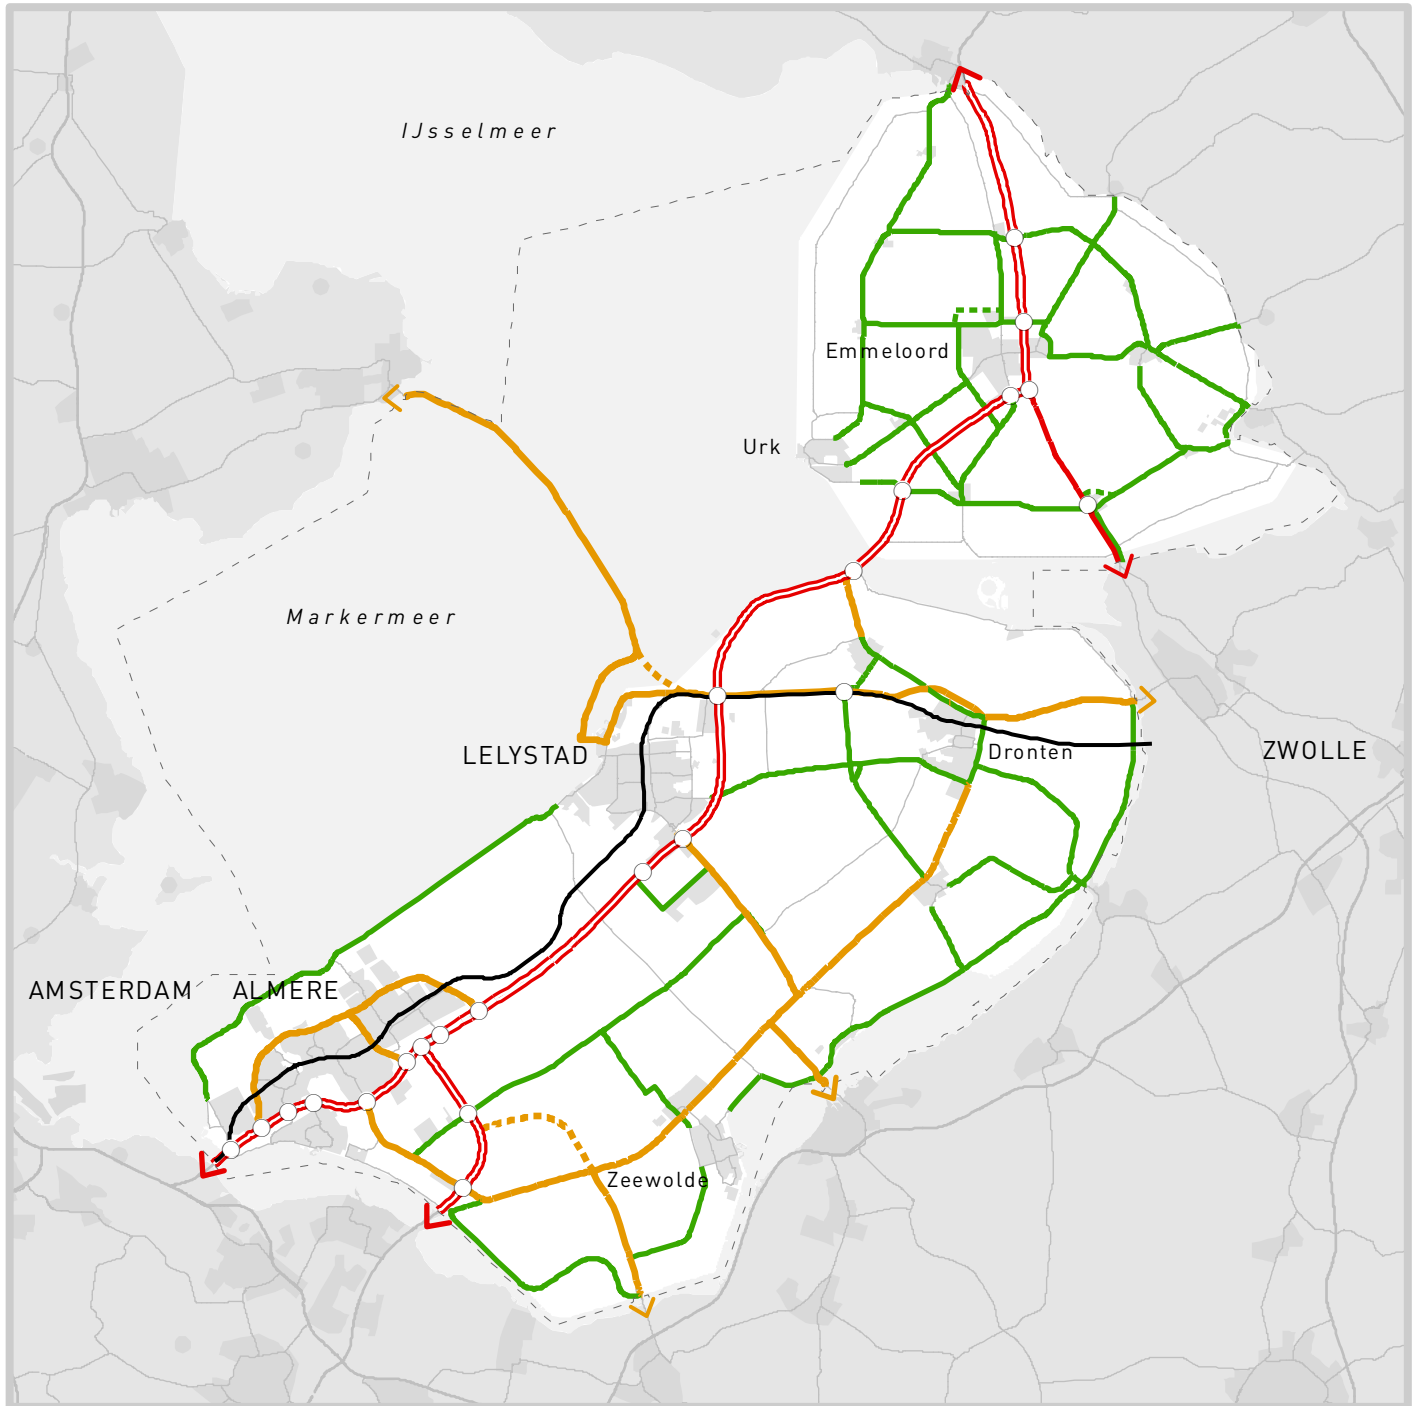 IJsselmeer
Emmeloord
Urk
Markermeer
LELYSTAD
Dronten
ZWOLLE
AMSTERDAM
ALMERE
Zeewolde